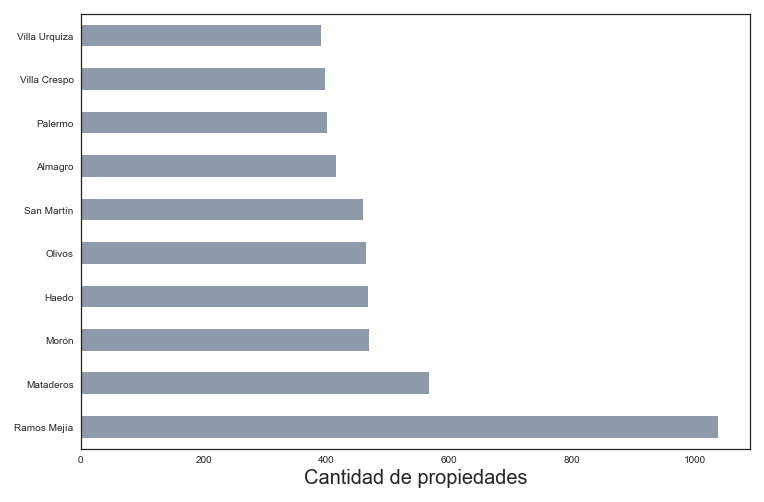 Villa Urquiza
Villa Crespo
Palermo
Almagro
San Martín
Olivos
Haedo
Morón
Mataderos
Ramos Mejía
0 200 400 600 800 1000
Cantidad de propiedades